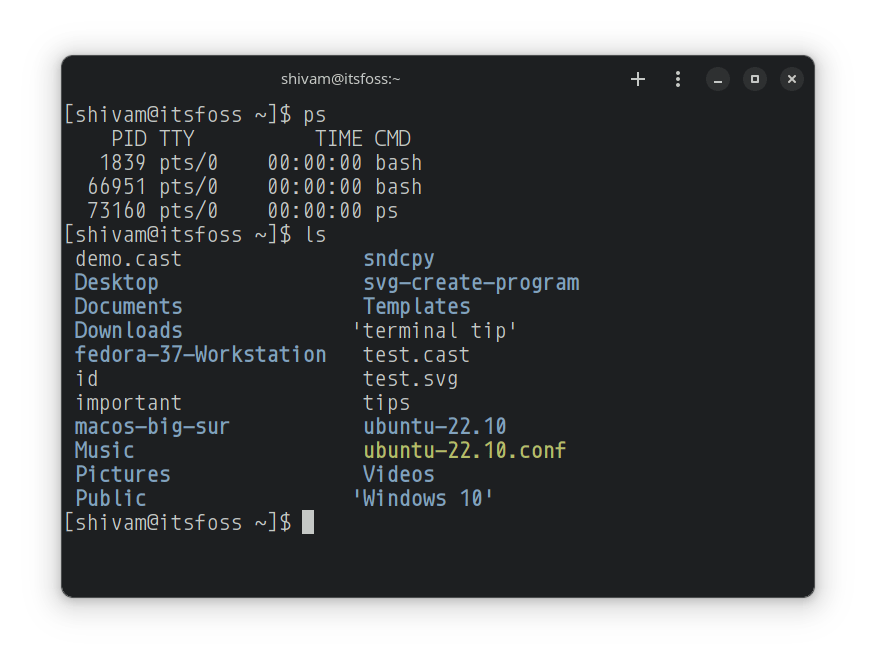 shivam@itsfoss:~
[shivam@itsfoss ~]$ ps
    PID TTY          TIME CMD
   1839 pts/0    00:00:00 bash
  66951 pts/0    00:00:00 bash
  73160 pts/0    00:00:00 ps
[shivam@itsfoss ~]$ ls
 demo.cast               sndcpy
 Desktop                 svg-create-program
 Documents               Templates
 Downloads              'terminal tip'
 fedora-37-Workstation   test.cast
 id                      test.svg
 important               tips
 macos-big-sur           ubuntu-22.10
 Music                   ubuntu-22.10.conf
 Pictures                Videos
 Public                 'Windows 10'
[shivam@itsfoss ~]$